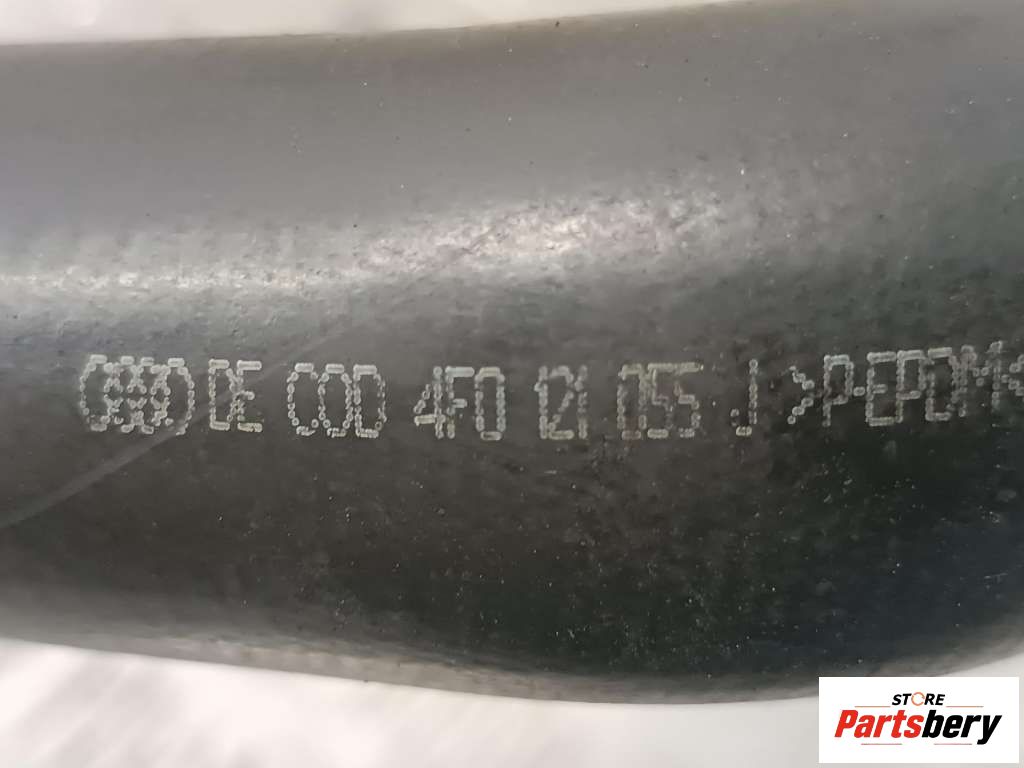 DE COD 4F0 121 055 J >P-EPDM<
STORE
Partsbery